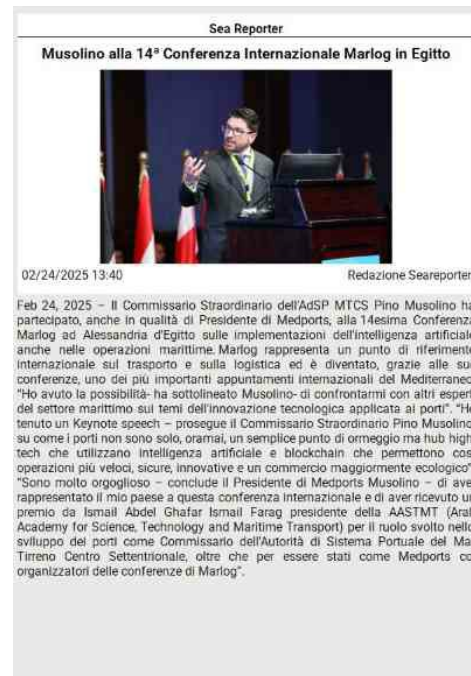 Sea Reporter
Musolino alla 14ª Conferenza Internazionale Marlog in Egitto
02/24/2025 13:40
Redazione Seareporter
Feb 24, 2025 – Il Commissario Straordinario dell'AdSP MTCS Pino Musolino ha
partecipato, anche in qualità di Presidente di Medports, alla 14esima Conferenza
Marlog ad Alessandria d'Egitto sulle implementazioni dell'intelligenza artificiale
anche nelle operazioni marittime. Marlog rappresenta un punto di riferimento
internazionale sul trasporto e sulla logistica ed è diventato, grazie alle sue
conferenze, uno dei più importanti appuntamenti internazionali del Mediterraneo.
"Ho avuto la possibilità- ha sottolineato Musolino- di confrontarmi con altri esperti
del settore marittimo sui temi dell'innovazione tecnologica applicata ai porti". "Ho
tenuto un Keynote speech – prosegue il Commissario Straordinario Pino Musolino-
su come i porti non sono solo, oramai, un semplice punto di ormeggio ma hub high
tech che utilizzano intelligenza artificiale e blockchain che permettono così
operazioni più veloci, sicure, innovative e un commercio maggiormente ecologico".
"Sono molto orgoglioso – conclude il Presidente di Medports Musolino – di aver
rappresentato il mio paese a questa conferenza internazionale e di aver ricevuto un
premio da Ismail Abdel Ghafar Ismail Farag presidente della AASTMT (Arab
Academy for Science, Technology and Maritime Transport) per il ruolo svolto nello
sviluppo dei porti come Commissario dell'Autorità di Sistema Portuale del Mar
Tirreno Centro Settentrionale, oltre che per essere stati come Medports co
organizzatori delle conferenze di Marlog".